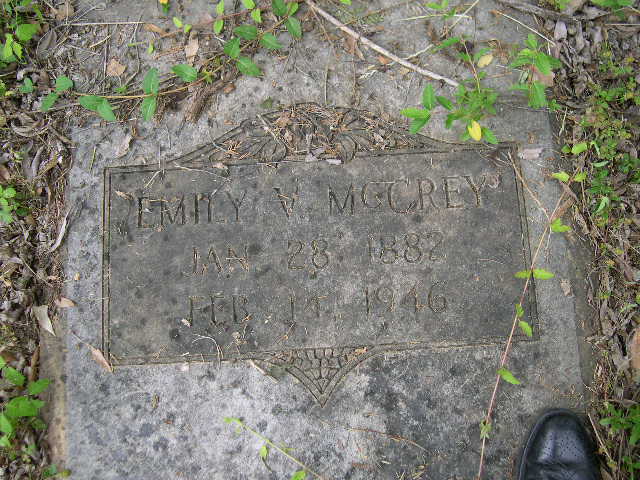 EMILY V. MCCREY
JAN 28 1882
FEB 14, 1946